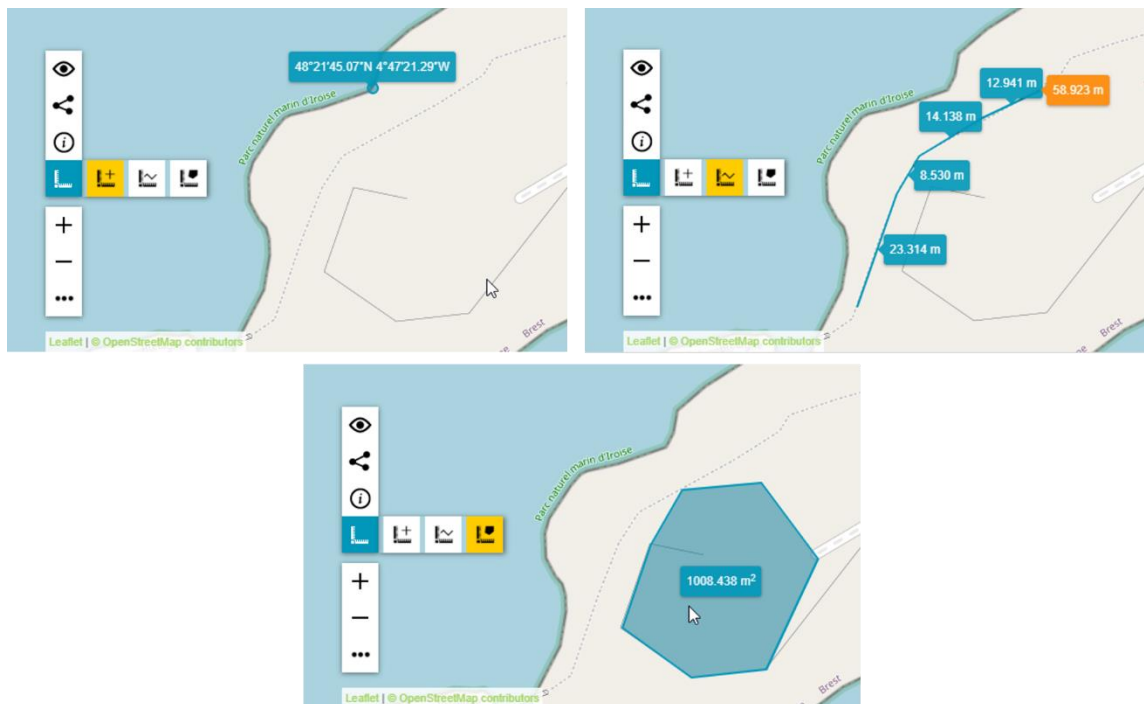 48°21'45.07"N 4°47'21.29"W
Parc naturel marin d'Iroise
Brest
Leaflet | © OpenStreetMap contributors
12.941 m
58.923 m
14.138 m
Parc naturel marin d'Iroise
8.530 m
23.314 m
Brest
Leaflet | © OpenStreetMap contributors
Parc naturel marin d'Iroise
1008.438 m²
Brest
Leaflet | © OpenStreetMap contributors